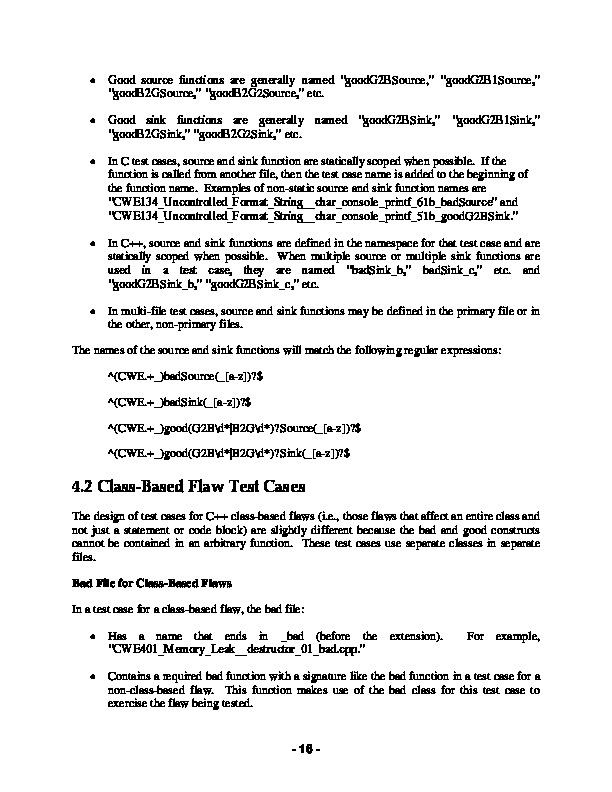 • Good source functions are generally named "goodG2BSource," "goodG2B1Source,"
"goodB2GSource," "goodB2G2Source," etc.
• Good sink functions are generally named "goodG2BSink," "goodG2B1Sink,"
"goodB2GSink," "goodB2G2Sink," etc.
• In C test cases, source and sink function are statically scoped when possible.  If the
function is called from another file, then the test case name is added to the beginning of
the function name.  Examples of non-static source and sink function names are
"CWE134_Uncontrolled_Format_String__char_console_printf_61b_badSource" and
"CWE134_Uncontrolled_Format_String__char_console_printf_51b_goodG2BSink."
• In C++, source and sink functions are defined in the namespace for that test case and are
statically scoped when possible.  When multiple source or multiple sink functions are
used in a test case, they are named "badSink_b," badSink_c," etc. and
"goodG2BSink_b," "goodG2BSink_c," etc.
• In multi-file test cases, source and sink functions may be defined in the primary file or in
the other, non-primary files.
The names of the source and sink functions will match the following regular expressions:
^(CWE.+_)badSource(_[a-z])?$
^(CWE.+_)badSink(_[a-z])?$
^(CWE.+_)good(G2B\d*|B2G\d*)?Source(_[a-z])?$
^(CWE.+_)good(G2B\d*|B2G\d*)?Sink(_[a-z])?$
4.2 Class-Based Flaw Test Cases
The design of test cases for C++ class-based flaws (i.e., those flaws that affect an entire class and
not just a statement or code block) are slightly different because the bad and good constructs
cannot be contained in an arbitrary function.  These test cases use separate classes in separate
files.
Bad File for Class-Based Flaws
In a test case for a class-based flaw, the bad file:
• Has a name that ends in _bad (before the extension).  For example,
"CWE401_Memory_Leak__destructor_01_bad.cpp."
• Contains a required bad function with a signature like the bad function in a test case for a
non-class-based flaw.  This function makes use of the bad class for this test case to
exercise the flaw being tested.
- 16 -